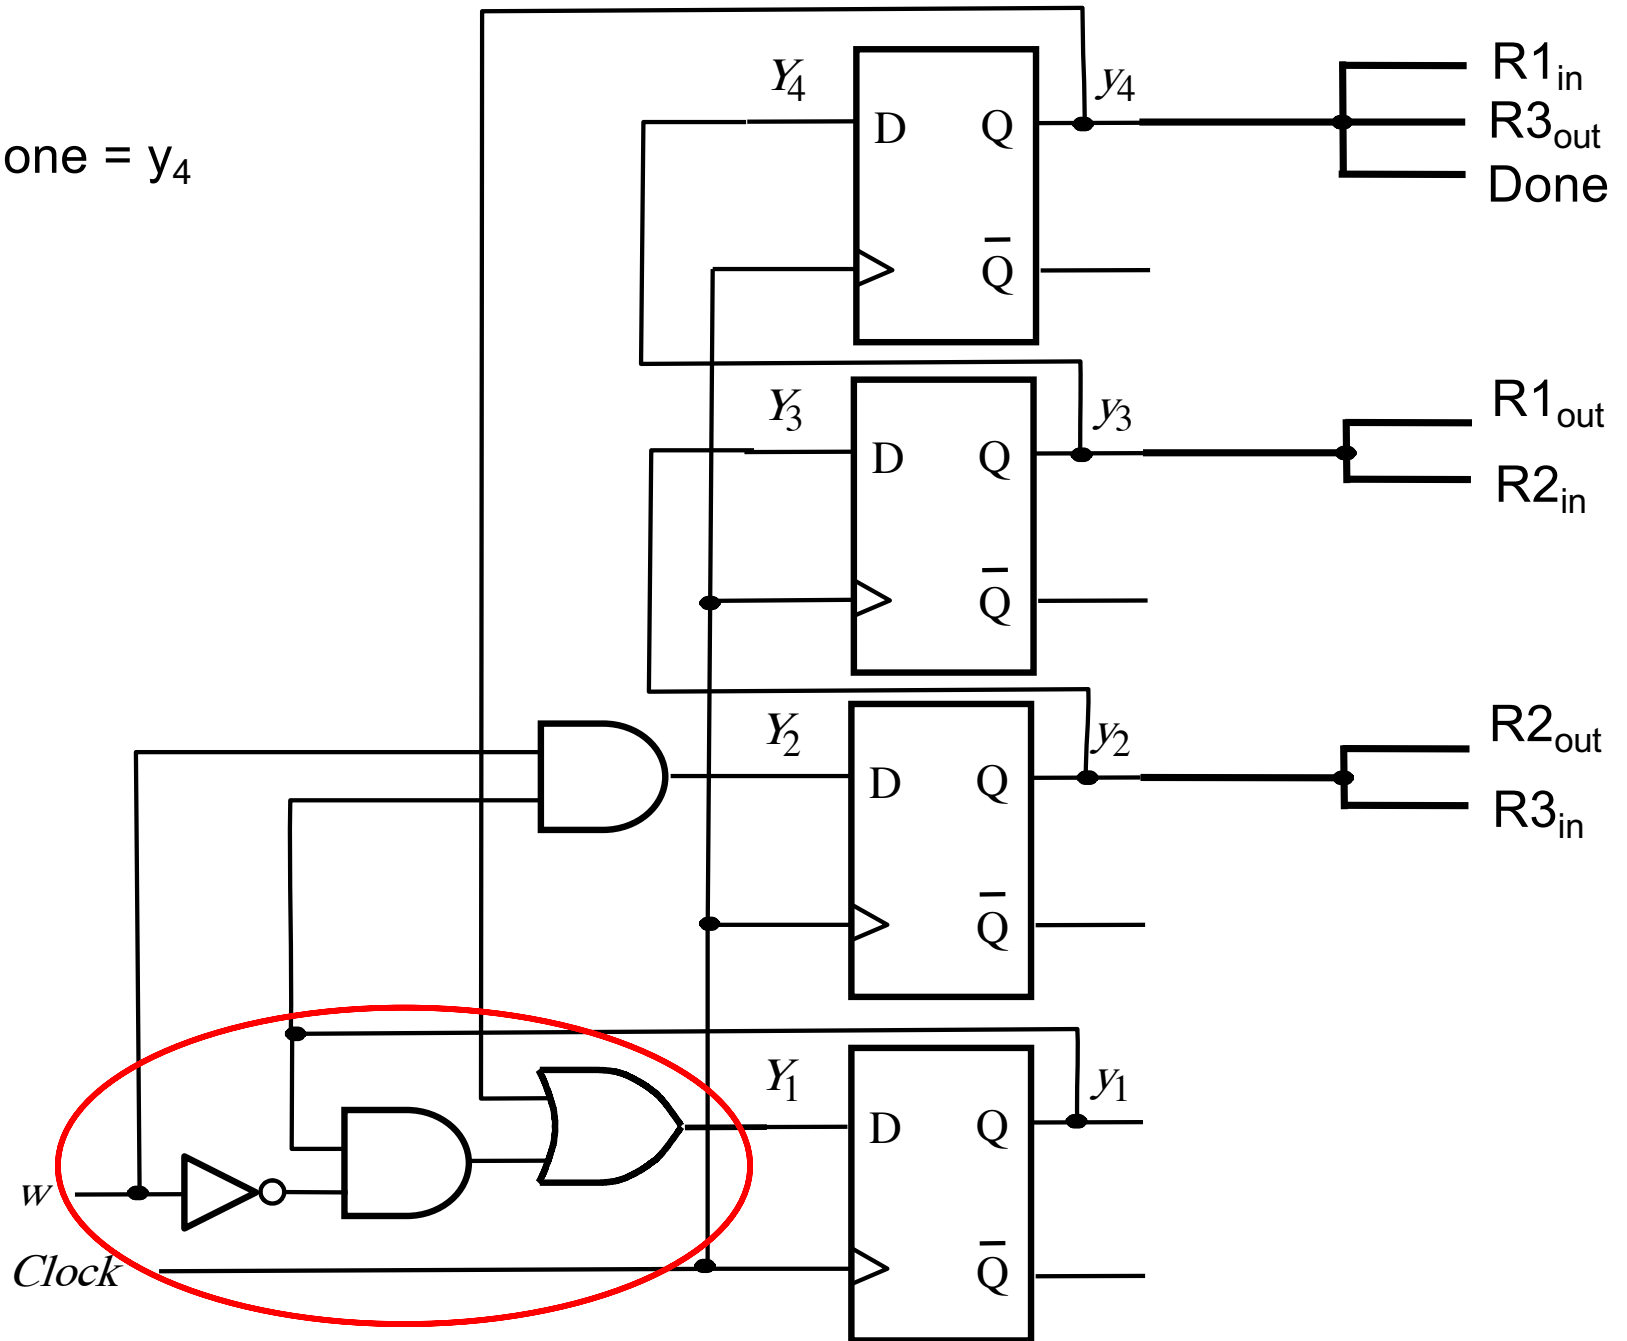 one = y₄
Y₄
D
Q
Q̅
y₄
R1in
R3out
Done
Y₃
D
Q
Q̅
y₃
R1out
R2in
Y₂
D
Q
Q̅
y₂
R2out
R3in
Y₁
D
Q
Q̅
y₁
w
Clock